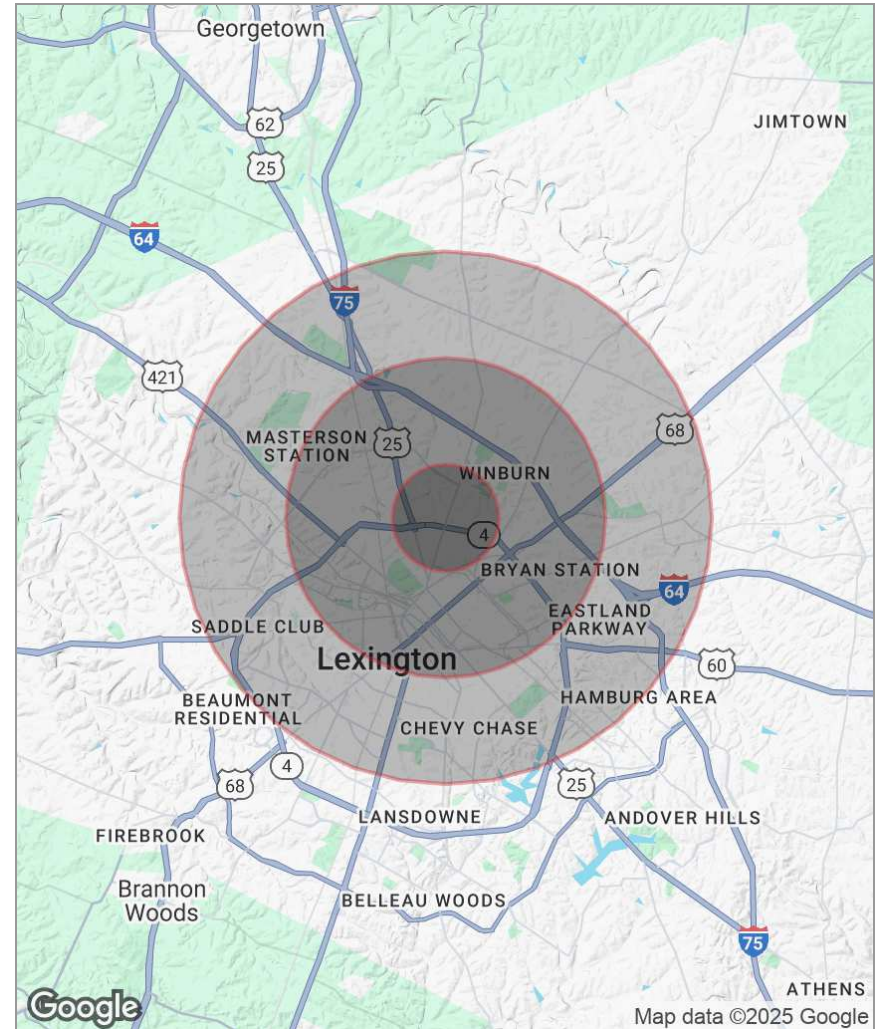 Georgetown
62
JIMTOWN
25
64
75
421
68
MASTERSON
STATION
25
WINBURN
4
BRYAN STATION
64
EASTLAND
PARKWAY
SADDLE CLUB
Lexington
60
HAMBURG AREA
BEAUMONT
RESIDENTIAL
CHEVY CHASE
4
68
25
LANSDOWNE
ANDOVER HILLS
FIREBROOK
Brannon
Woods
BELLEAU WOODS
75
ATHENS
Google
Map data ©2025 Google